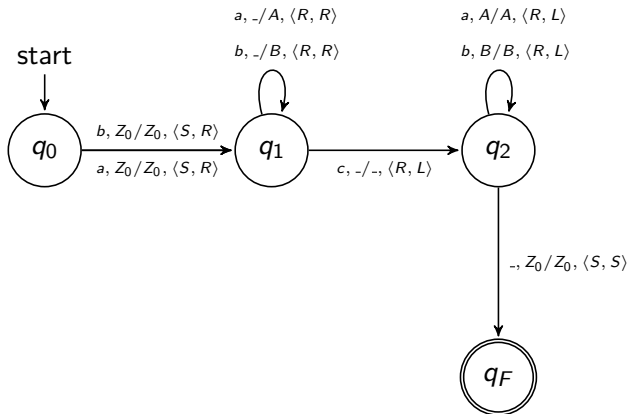 a, _/A, ⟨R, R⟩
b, _/B, ⟨R, R⟩
a, A/A, ⟨R, L⟩
b, B/B, ⟨R, L⟩
start
q0
b, Z0/Z0, ⟨S, R⟩
a, Z0/Z0, ⟨S, R⟩
q1
c, _/_, ⟨R, L⟩
q2
_, Z0/Z0, ⟨S, S⟩
qF